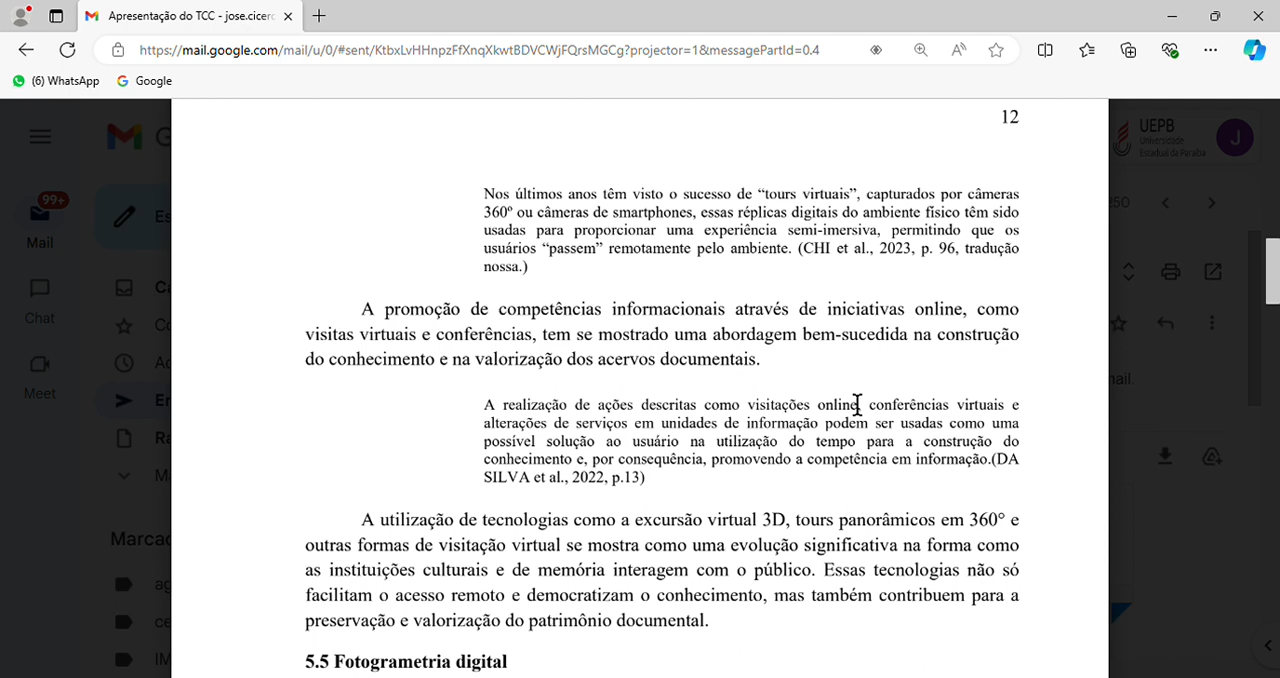 Apresentação do TCC - jose.cicer
https://mail.google.com/mail/u/0/#sent/KtbxLvHHnpzFfXnqXkwtBDVCWjFQrsMGCg?projector=1&messagePartId=0.4
(6) WhatsApp
Google
12
UEPB
Universidade
Estadual da Paraíba
J
99+
Mail
Chat
Meet
Nos últimos anos têm visto o sucesso de “tours virtuais”, capturados por câmeras
360º ou câmeras de smartphones, essas réplicas digitais do ambiente físico têm sido
usadas para proporcionar uma experiência semi-imersiva, permitindo que os
usuários “passem” remotamente pelo ambiente. (CHI et al., 2023, p. 96, tradução
nossa.)
A promoção de competências informacionais através de iniciativas online, como
visitas virtuais e conferências, tem se mostrado uma abordagem bem-sucedida na construção
do conhecimento e na valorização dos acervos documentais.
A realização de ações descritas como visitações online, conferências virtuais e
alterações de serviços em unidades de informação podem ser usadas como uma
possível solução ao usuário na utilização do tempo para a construção do
conhecimento e, por consequência, promovendo a competência em informação.(DA
SILVA et al., 2022, p.13)
A utilização de tecnologias como a excursão virtual 3D, tours panorâmicos em 360° e
outras formas de visitação virtual se mostra como uma evolução significativa na forma como
as instituições culturais e de memória interagem com o público. Essas tecnologias não só
facilitam o acesso remoto e democratizam o conhecimento, mas também contribuem para a
preservação e valorização do patrimônio documental.
5.5 Fotogrametria digital
Marcad